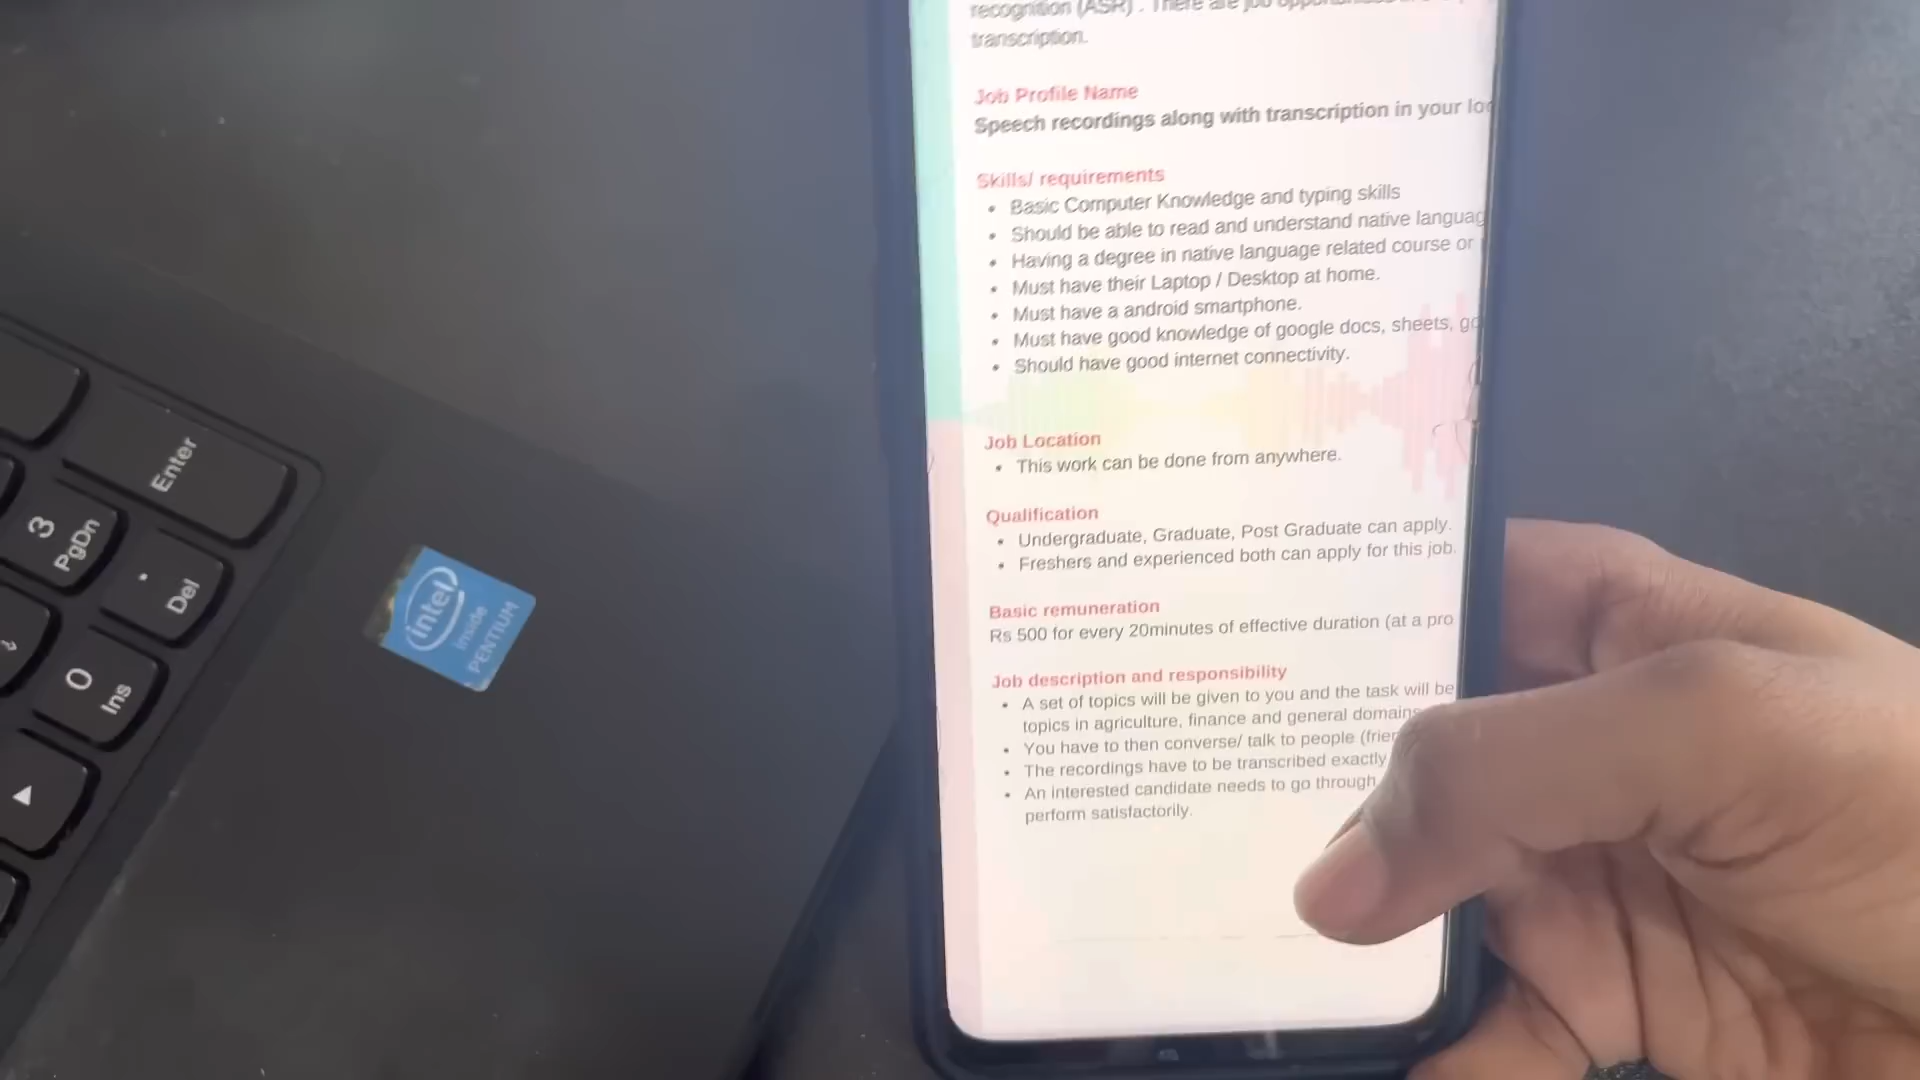 recognition (ASR) . There are job
transcription.
Job Profile Name
Speech recordings along with transcription in your
Skills/ requirements
Basic Computer Knowledge and typing skills
Should be able to read and understand native languag
Having a degree in native language related course or
Must have their Laptop / Desktop at home.
Must have a android smartphone.
Must have good knowledge of google docs, sheets,
Should have good internet connectivity.
Job Location
This work can be done from anywhere.
Qualification
Undergraduate, Graduate, Post Graduate can apply.
Freshers and experienced both can apply for this job.
Basic remuneration
Rs 500 for every 20minutes of effective duration (at a pro
Job description and responsibility
A set of topics will be given to you and the task will be
topics in agriculture, finance and general domains
You have to then converse/ talk to people
The recordings have to be transcribed exactly
An interested candidate needs to go through
perform satisfactorily.
Enter
3
PgDn
.
Del
0
Ins
intel
inside
PENTIUM